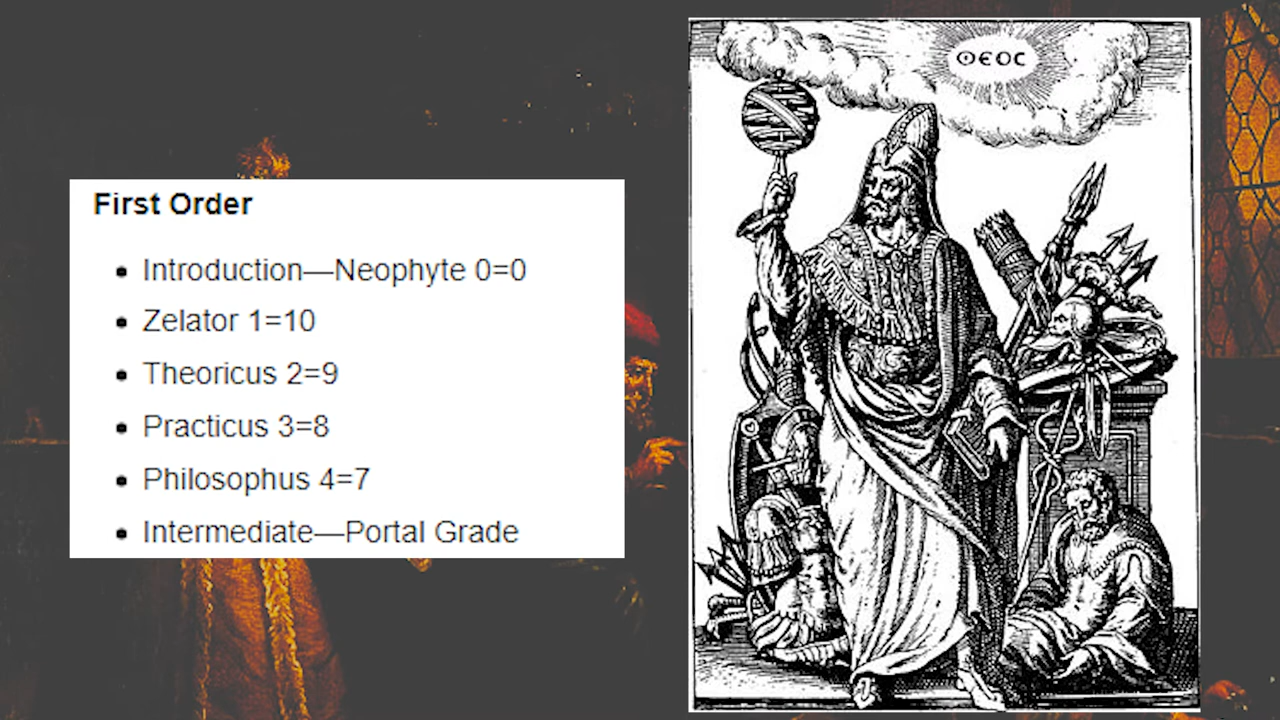 First Order
• Introduction—Neophyte 0=0
• Zelator 1=10
• Theoricus 2=9
• Practicus 3=8
• Philosophus 4=7
• Intermediate—Portal Grade
ΘЄΟϹ